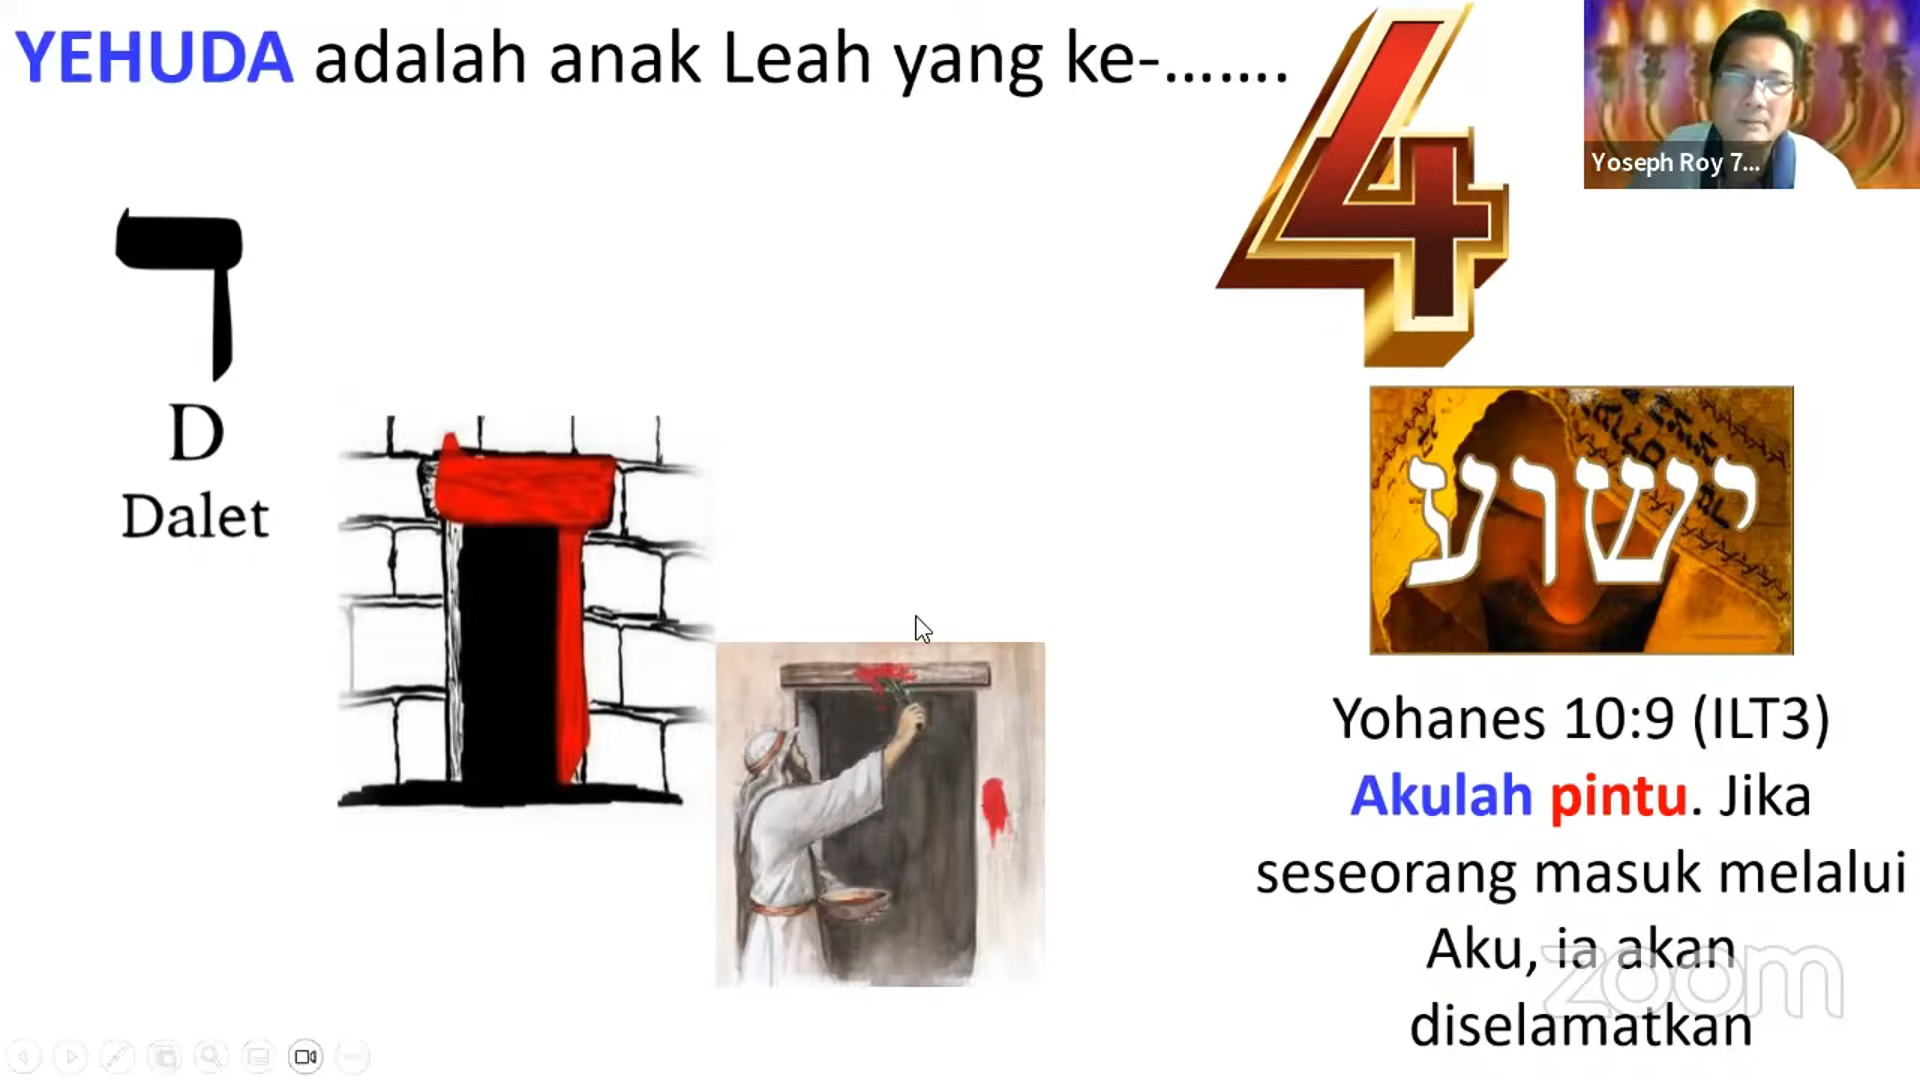 YEHUDA adalah anak Leah yang ke-.......
4
Yoseph Roy 7...
ד
D
Dalet
ישוע
Yohanes 10:9 (ILT3)
Akulah pintu. Jika
seseorang masuk melalui
Aku, ia akan
diselamatkan
zoom